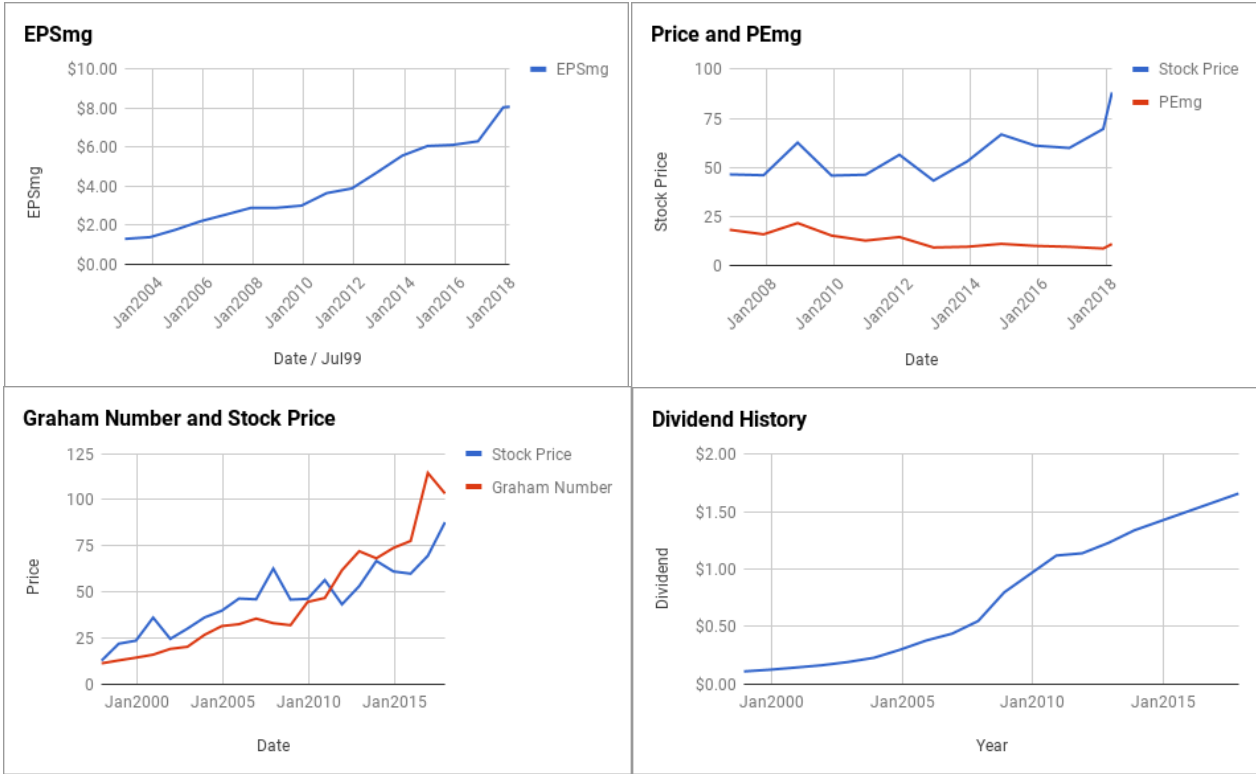 EPSmg
$10.00
$8.00
$6.00
$4.00
$2.00
$0.00
EPSmg
Jan2004
Jan2006
Jan2008
Jan2010
Jan2012
Jan2014
Jan2016
Jan2018
Date / Jul99
EPSmg
Price and PEmg
100
75
50
25
0
Stock Price
Jan2008
Jan2010
Jan2012
Jan2014
Jan2016
Jan2018
Date
Stock Price
PEmg
Graham Number and Stock Price
125
100
75
50
25
0
Price
Jan2000
Jan2005
Jan2010
Jan2015
Date
Stock Price
Graham Number
Dividend History
$2.00
$1.50
$1.00
$0.50
$0.00
Dividend
Jan2000
Jan2005
Jan2010
Jan2015
Year